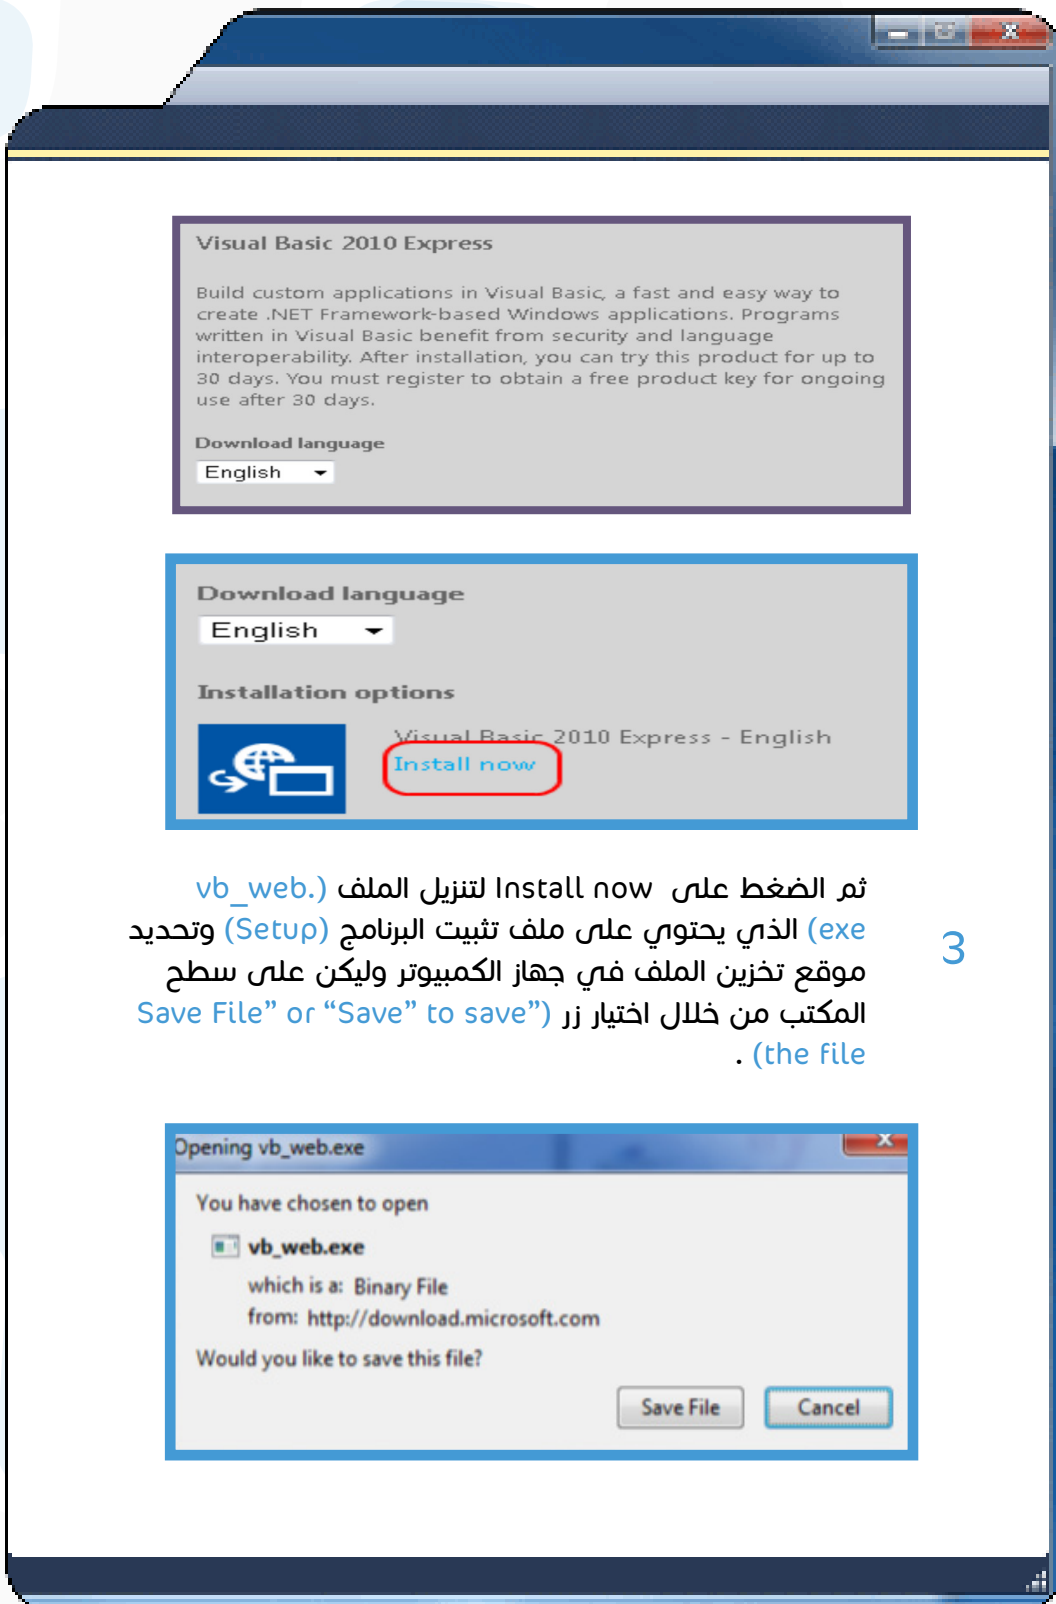 Visual Basic 2010 Express
Build custom applications in Visual Basic, a fast and easy way to
create .NET Framework-based Windows applications. Programs
written in Visual Basic benefit from security and language
interoperability. After installation, you can try this product for up to
30 days. You must register to obtain a free product key for ongoing
use after 30 days.
Download language
English
Download language
English
Installation options
Visual Basic 2010 Express - English
Install now
3
ثم الضغط على Install now لتنزيل الملف (vb_web.
exe) الذي يحتوي على ملف تثبيت البرنامج (Setup) وتحديد
موقع تخزين الملف في جهاز الكمبيوتر وليكن على سطح
المكتب من خلال اختيار زر (“Save File” or “Save” to save
the file) .
Opening vb_web.exe
You have chosen to open
vb_web.exe
which is a: Binary File
from: http://download.microsoft.com
Would you like to save this file?
Save File Cancel